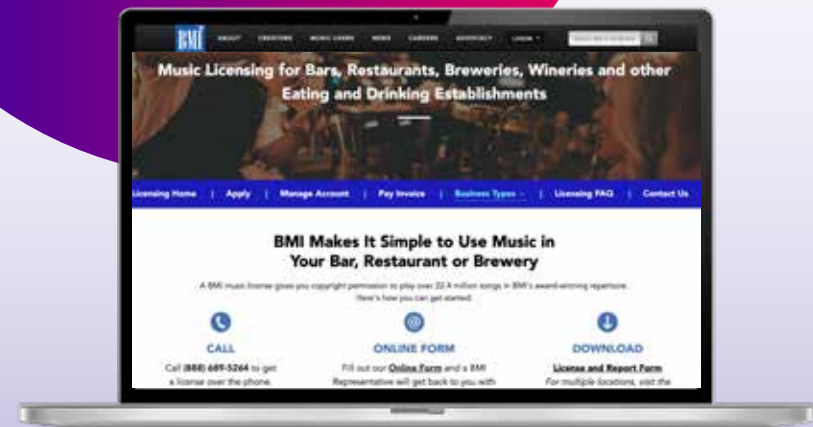 BMI ABOUT CREATORS MUSIC USERS NEWS CAREERS ADVOCACY LOGIN
Music Licensing for Bars, Restaurants, Breweries, Wineries and other
Eating and Drinking Establishments
Licensing Home | Apply | Manage Account | Pay Invoice | Business Types | Licensing FAQ | Contact Us
BMI Makes It Simple to Use Music in
Your Bar, Restaurant or Brewery
A BMI music license gives you copyright permission to play over 22.4 million songs in BMI's award-winning repertoire.
Here's how you can get started:
CALL
ONLINE FORM
DOWNLOAD
Call (888) 689-5264 to get
a license over the phone.
Fill out our Online Form and a BMI
Representative will get back to you with
License and Report Form
For multiple locations, visit the